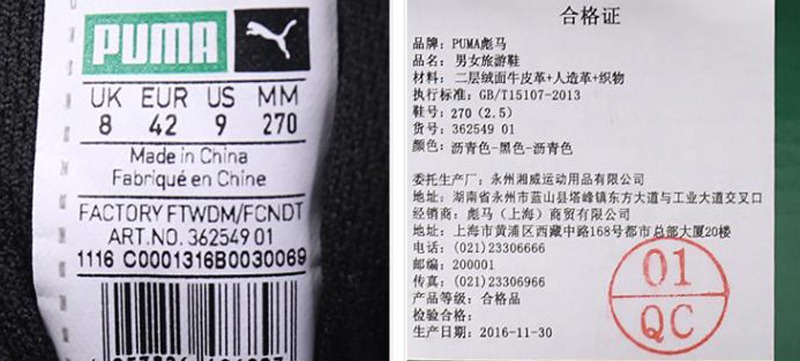 PUMA
UK EUR US MM
8 42 9 270
Made in China
Fabriqué en Chine
FACTORY FTWDM/FCNDT
ART.NO. 362549 01
1116 C0001316B0030069
合格证
品牌: PUMA彪马
品名: 男女旅游鞋
材料: 二层绒面牛皮革+人造革+织物
执行标准: GB/T15107-2013
鞋号: 270 (2.5)
货号: 362549 01
颜色: 沥青色-黑色-沥青色
委托生产厂: 永州湘威运动用品有限公司
地址: 湖南省永州市蓝山县塔峰镇东方大道与工业大道交叉口
经销商: 彪马(上海)商贸有限公司
地址: 上海市黄浦区西藏中路168号都市总部大厦20楼
电话: (021)23306666
邮编: 200001
传真: (021)23306966
产品等级: 合格品
检验合格:
生产日期: 2016-11-30
01
QC